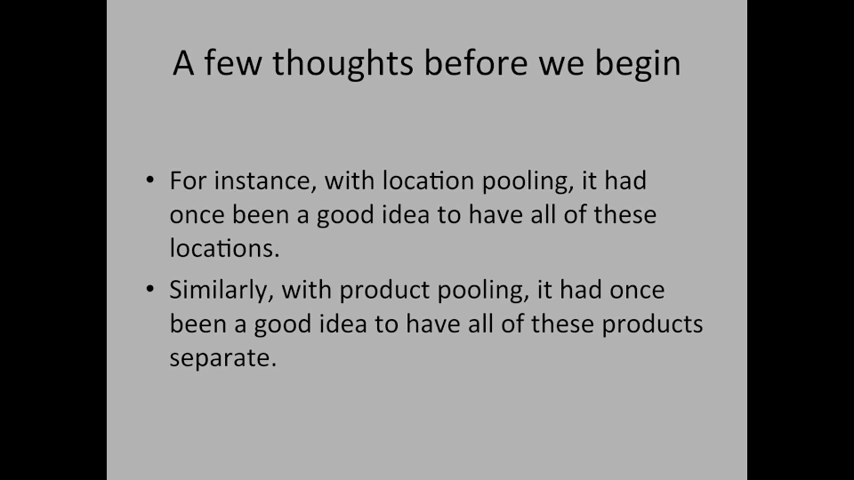 A few thoughts before we begin
• For instance, with location pooling, it had
once been a good idea to have all of these
locations.
• Similarly, with product pooling, it had once
been a good idea to have all of these products
separate.